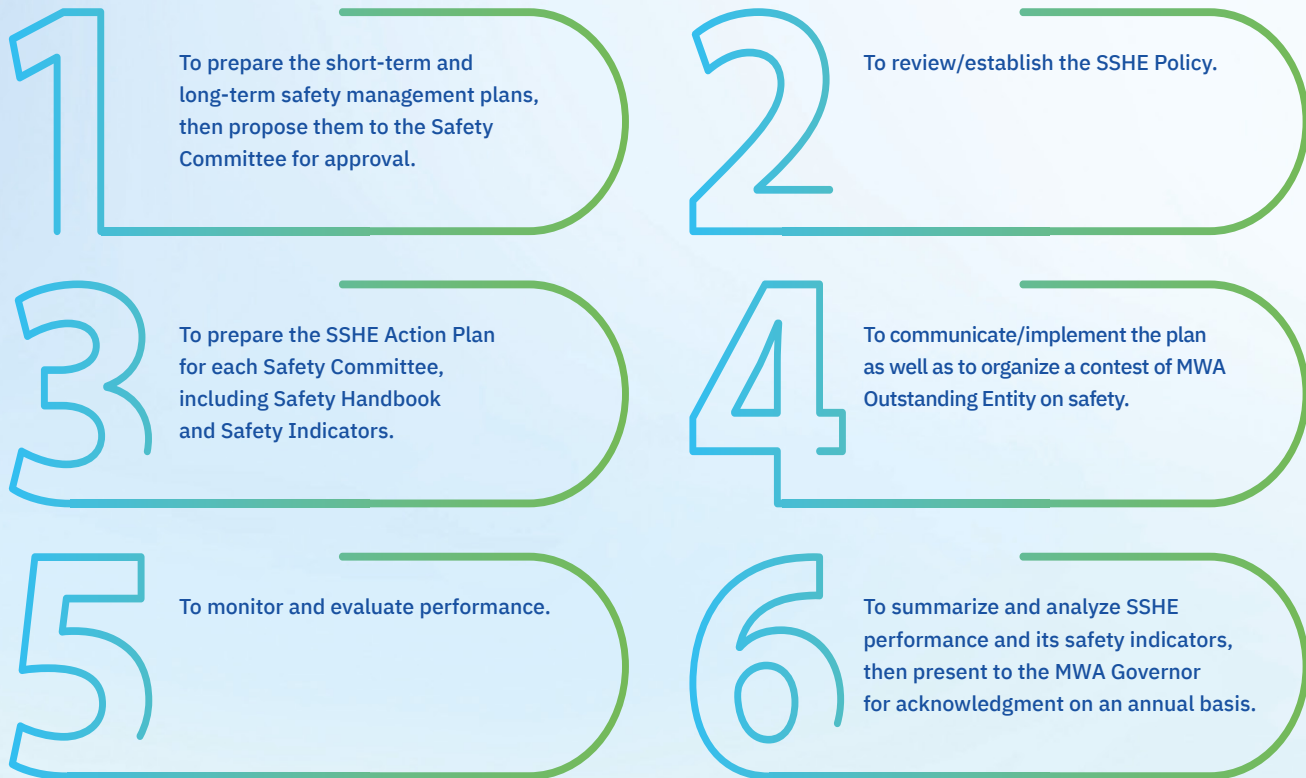 1
To prepare the short-term and
long-term safety management plans,
then propose them to the Safety
Committee for approval.
2
To review/establish the SSHE Policy.
3
To prepare the SSHE Action Plan
for each Safety Committee,
including Safety Handbook
and Safety Indicators.
4
To communicate/implement the plan
as well as to organize a contest of MWA
Outstanding Entity on safety.
5
To monitor and evaluate performance.
6
To summarize and analyze SSHE
performance and its safety indicators,
then present to the MWA Governor
for acknowledgment on an annual basis.